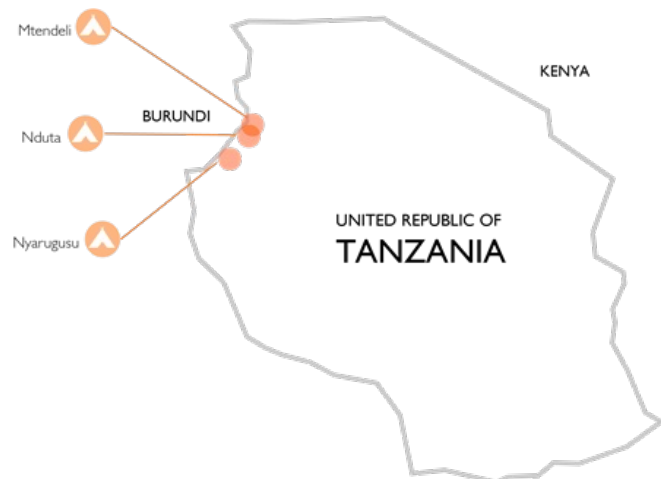 Mtendeli
KENYA
BURUNDI
Nduta
UNITED REPUBLIC OF
TANZANIA
Nyarugusu